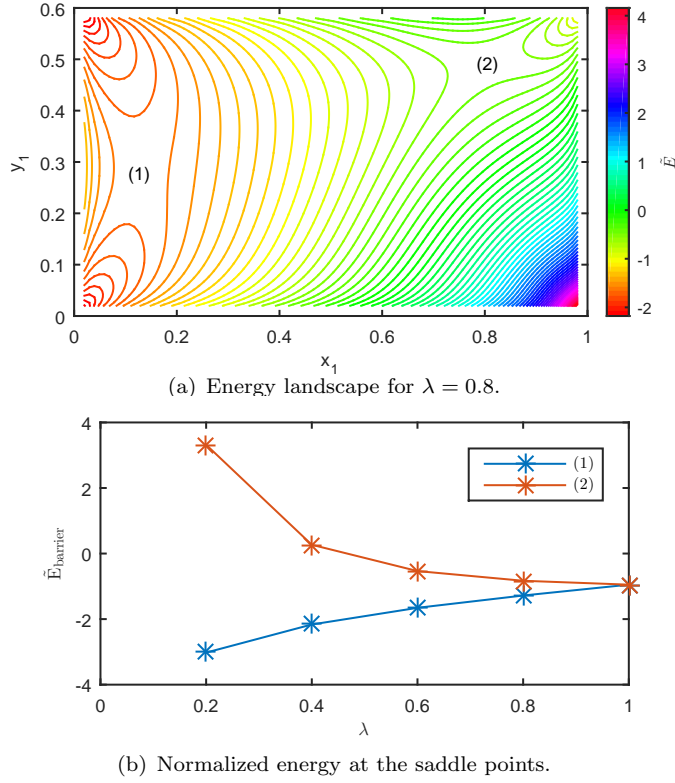 0.6
0.5
0.4
0.3
0.2
0.1
0
y_1
(1)
(2)
0 0.2 0.4 0.6 0.8 1
x_1
4
3
2
1
0
-1
-2
Ẽ
(a) Energy landscape for λ = 0.8.
4
2
0
-2
-4
Ẽ_barrier
(1)
(2)
0 0.2 0.4 0.6 0.8 1
λ
(b) Normalized energy at the saddle points.